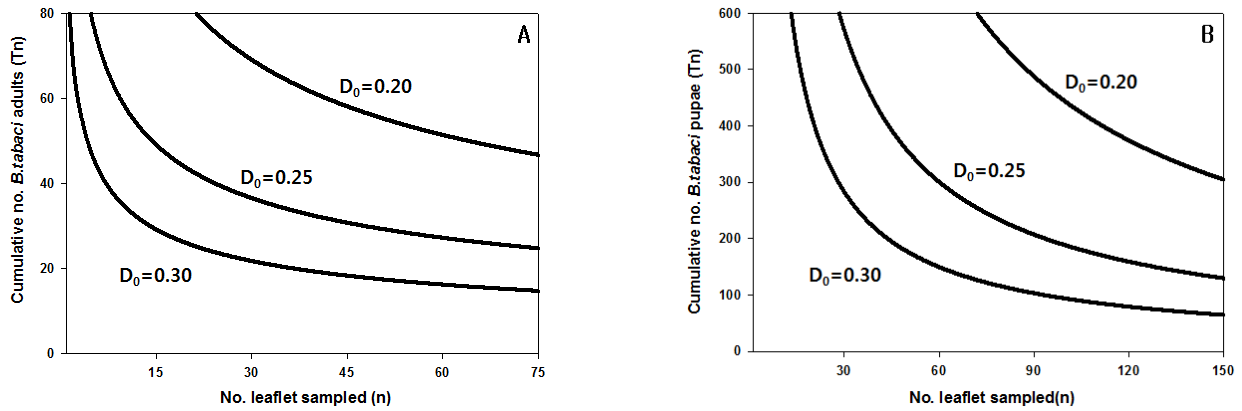 A
Cumulative no. B.tabaci adults (Tn)
80
60
40
20
0
D₀=0.20
D₀=0.25
D₀=0.30
15
30
45
60
75
No. leaflet sampled (n)
B
Cumulative no. B.tabaci pupae (Tn)
600
500
400
300
200
100
0
D₀=0.20
D₀=0.25
D₀=0.30
30
60
90
120
150
No. leaflet sampled(n)